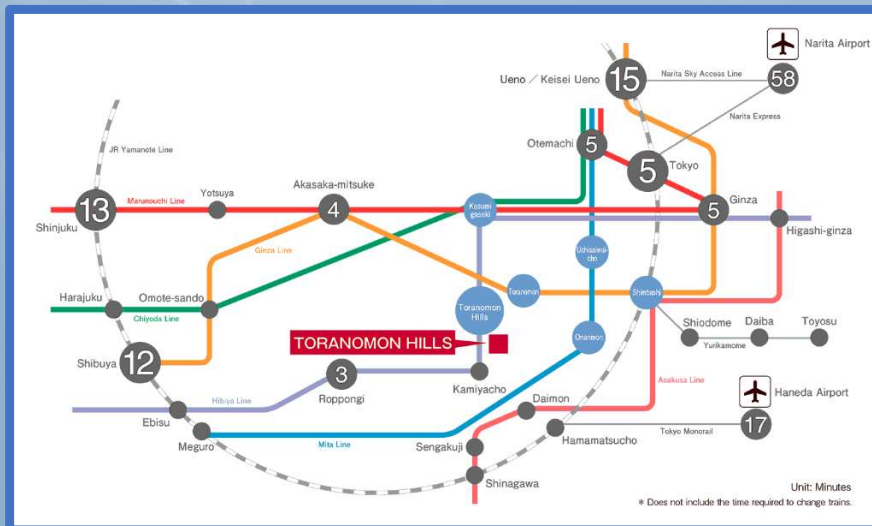 Narita Airport
Ueno ／ Keisei Ueno
15
Narita Sky Access Line
58
Narita Express
Otemachi
5
JR Yamanote Line
5
Tokyo
Akasaka-mitsuke
Yotsuya
13
Marunouchi Line
4
Kasumi
gaseki
5
Ginza
Shinjuku
Higashi-ginza
Ginza Line
Uchisaiwai-
cho
Harajuku
Omote-sando
Toranomon
Shimbashi
Chiyoda Line
Toranomon
Hills
Shiodome
Daiba
Toyosu
Yurikamome
TORANOMON HILLS
Onarimon
12
Shibuya
3
Roppongi
Kamiyacho
Asakusa Line
Haneda Airport
Hibiya Line
Daimon
Ebisu
17
Meguro
Mita Line
Sengakuji
Hamamatsucho
Tokyo Monorail
Shinagawa
Unit: Minutes
* Does not include the time required to change trains.